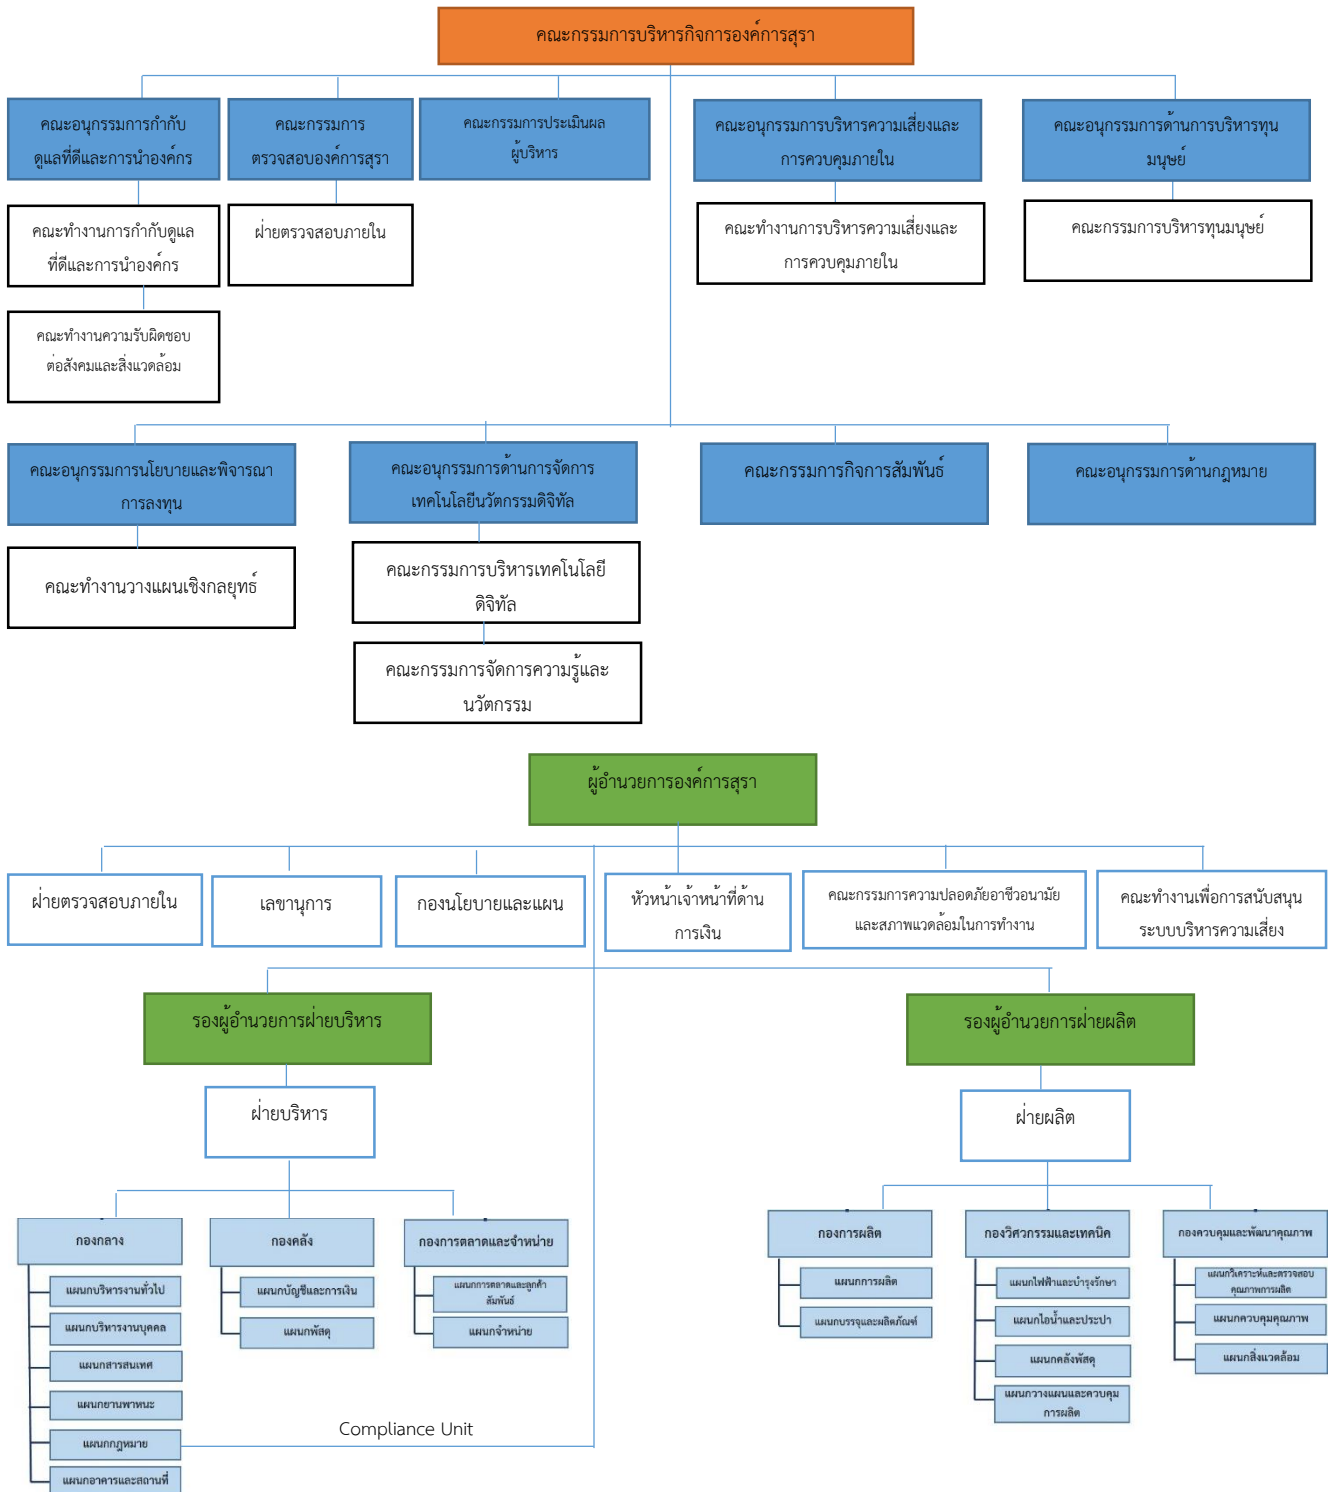 คณะกรรมการบริหารกิจการองค์การสุรา
คณะอนุกรรมการกำกับ
ดูแลที่ดีและการนำองค์กร
คณะกรรมการ
ตรวจสอบองค์การสุรา
คณะกรรมการประเมินผล
ผู้บริหาร
คณะอนุกรรมการบริหารความเสี่ยงและ
การควบคุมภายใน
คณะอนุกรรมการด้านการบริหารทุน
มนุษย์
คณะทำงานการกำกับดูแล
ที่ดีและการนำองค์กร
ฝ่ายตรวจสอบภายใน
คณะทำงานการบริหารความเสี่ยงและ
การควบคุมภายใน
คณะกรรมการบริหารทุนมนุษย์
คณะทำงานความรับผิดชอบ
ต่อสังคมและสิ่งแวดล้อม
คณะอนุกรรมการนโยบายและพิจารณา
การลงทุน
คณะอนุกรรมการด้านการจัดการ
เทคโนโลยีนวัตกรรมดิจิทัล
คณะกรรมการกิจการสัมพันธ์
คณะอนุกรรมการด้านกฎหมาย
คณะทำงานวางแผนเชิงกลยุทธ์
คณะกรรมการบริหารเทคโนโลยี
ดิจิทัล
คณะกรรมการจัดการความรู้และ
นวัตกรรม
ผู้อำนวยการองค์การสุรา
ฝ่ายตรวจสอบภายใน
เลขานุการ
กองนโยบายและแผน
หัวหน้าเจ้าหน้าที่ด้าน
การเงิน
คณะกรรมการความปลอดภัยอาชีวอนามัย
และสภาพแวดล้อมในการทำงาน
คณะทำงานเพื่อการสนับสนุน
ระบบบริหารความเสี่ยง
รองผู้อำนวยการฝ่ายบริหาร
รองผู้อำนวยการฝ่ายผลิต
ฝ่ายบริหาร
ฝ่ายผลิต
กองกลาง
แผนกบริหารงานทั่วไป
แผนกบริหารงานบุคคล
แผนกสารสนเทศ
แผนกยานพาหนะ
แผนกกฎหมาย
แผนกอาคารและสถานที่
กองคลัง
แผนกบัญชีและการเงิน
แผนกพัสดุ
กองการตลาดและจำหน่าย
แผนกการตลาดและลูกค้า
สัมพันธ์
แผนกจำหน่าย
Compliance Unit
กองการผลิต
แผนกการผลิต
แผนกบรรจุและผลิตภัณฑ์
กองวิศวกรรมและเทคนิค
แผนกไฟฟ้าและบำรุงรักษา
แผนกไอน้ำและประปา
แผนกคลังพัสดุ
แผนกวางแผนและควบคุม
การผลิต
กองควบคุมและพัฒนาคุณภาพ
แผนกวิเคราะห์และตรวจสอบ
คุณภาพการผลิต
แผนกควบคุมคุณภาพ
แผนกสิ่งแวดล้อม